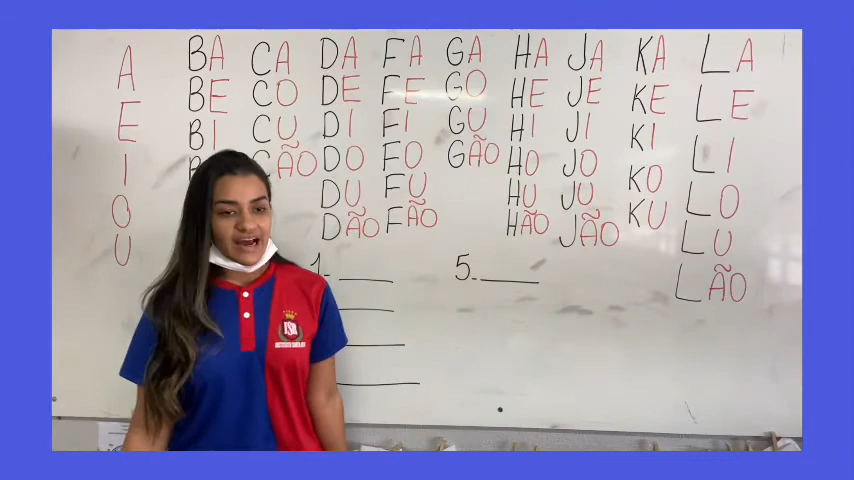 A
E
I
O
U
BA
BE
BI
CA
CO
CU
CÃO
DA
DE
DI
DO
DU
DÃO
FA
FE
FI
FO
FU
FÃO
GA
GO
GU
GÃO
HA
HE
HI
HO
HU
HÃO
JA
JE
JI
JO
JU
JÃO
KA
KE
KI
KO
KU
LA
LE
LI
LO
LU
LÃO
1-
5-